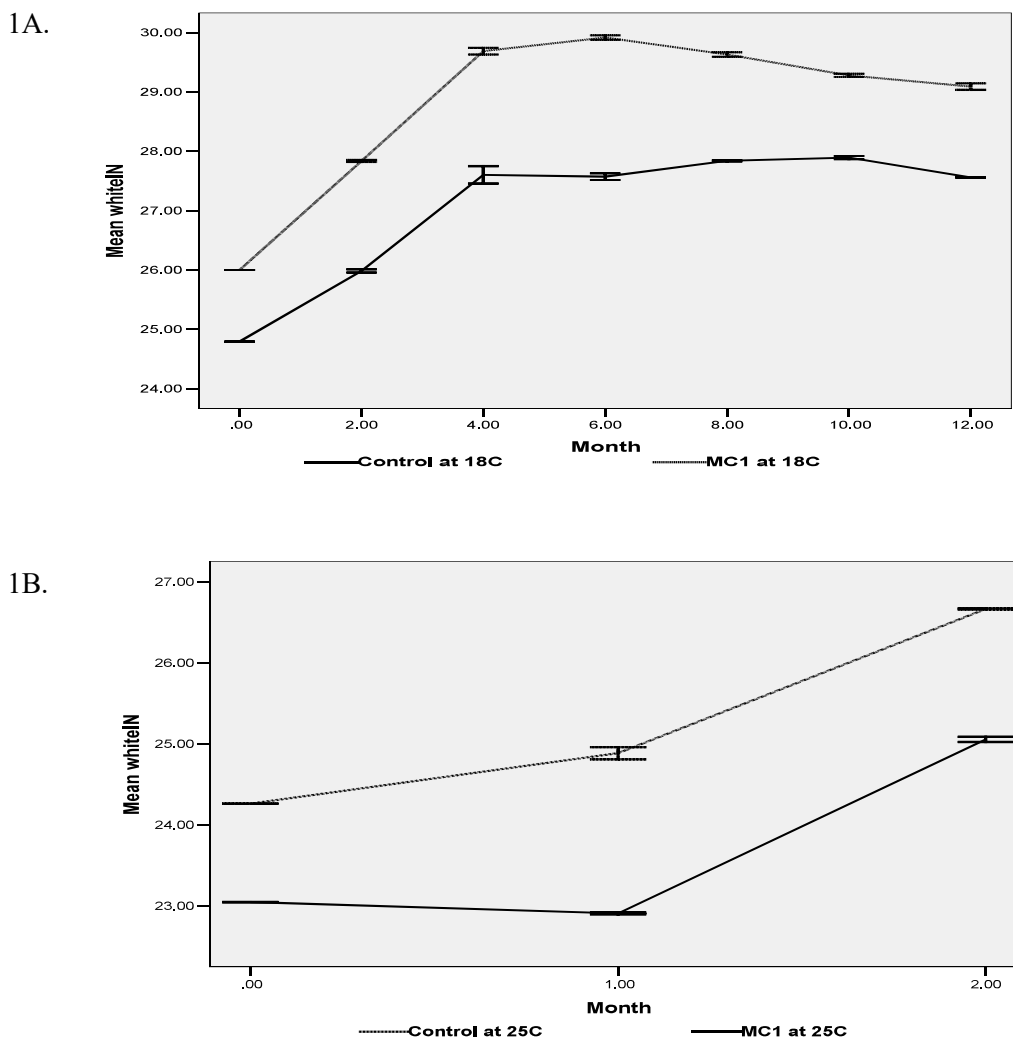 1A.
Mean whiteIN
30.00
29.00
28.00
27.00
26.00
25.00
24.00
.00 2.00 4.00 6.00 8.00 10.00 12.00
Month
Control at 18C MC1 at 18C
1B.
Mean whiteIN
27.00
26.00
25.00
24.00
23.00
.00 1.00 2.00
Month
Control at 25C MC1 at 25C